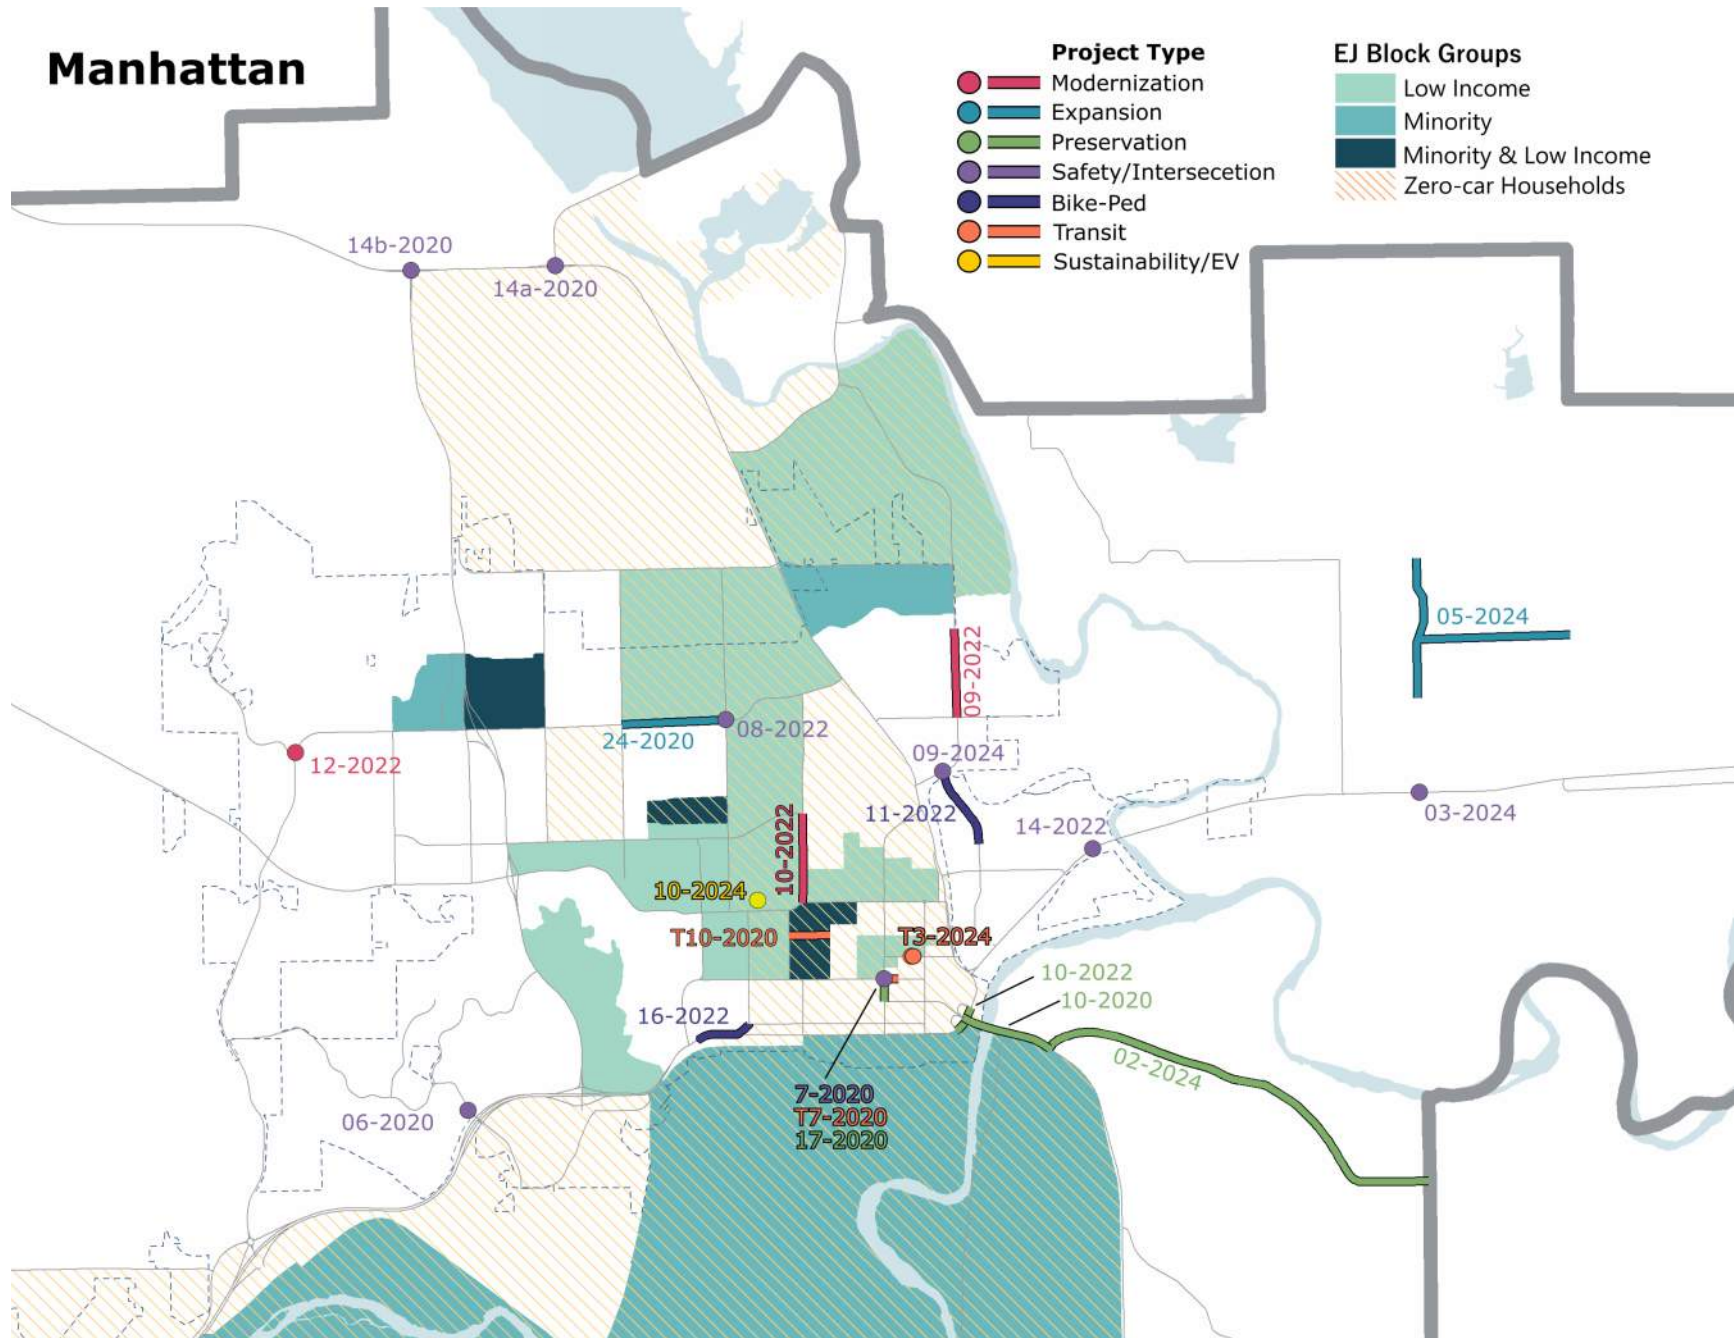 Manhattan
Project Type
Modernization
Expansion
Preservation
Safety/Intersecetion
Bike-Ped
Transit
Sustainability/EV
EJ Block Groups
Low Income
Minority
Minority & Low Income
Zero-car Households
14b-2020
14a-2020
05-2024
09-2022
24-2020
08-2022
12-2022
09-2024
11-2022
14-2022
03-2024
10-2022
10-2024
T10-2020
T3-2024
10-2022
10-2020
16-2022
02-2024
7-2020
T7-2020
17-2020
06-2020